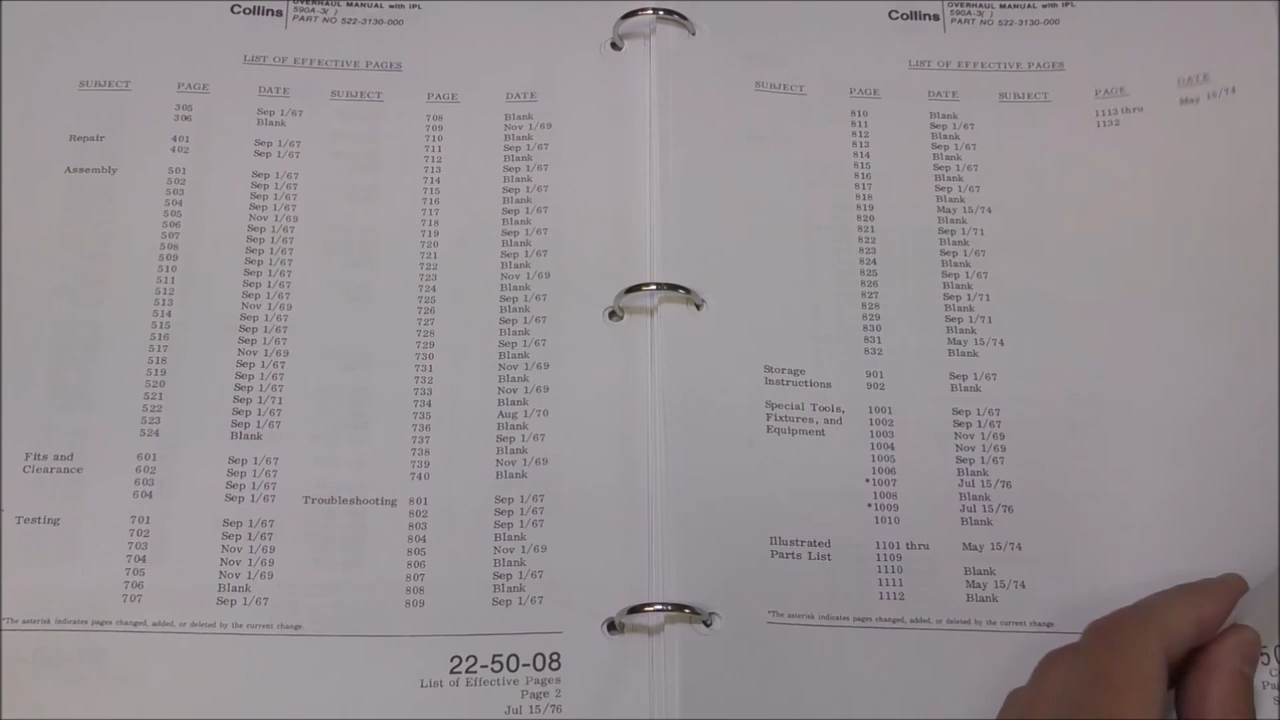 Collins
OVERHAUL MANUAL with IPL
590A-3( )
PART NO 522-3130-000
LIST OF EFFECTIVE PAGES
SUBJECT PAGE DATE
305 Sep 1/67
306 Blank
Repair 401 Sep 1/67
402 Sep 1/67
Assembly 501 Sep 1/67
502 Sep 1/67
503 Sep 1/67
504 Sep 1/67
505 Nov 1/69
506 Sep 1/67
507 Sep 1/67
508 Sep 1/67
509 Sep 1/67
510 Sep 1/67
511 Sep 1/67
512 Sep 1/67
513 Nov 1/69
514 Sep 1/67
515 Sep 1/67
516 Sep 1/67
517 Nov 1/69
518 Sep 1/67
519 Sep 1/67
520 Sep 1/67
521 Sep 1/71
522 Sep 1/67
523 Sep 1/67
524 Blank
Fits and 601 Sep 1/67
Clearance 602 Sep 1/67
603 Sep 1/67
604 Sep 1/67
Testing 701 Sep 1/67
702 Sep 1/67
703 Nov 1/69
704 Nov 1/69
705 Nov 1/69
706 Blank
707 Sep 1/67
SUBJECT PAGE DATE
708 Blank
709 Nov 1/69
710 Blank
711 Sep 1/67
712 Blank
713 Sep 1/67
714 Blank
715 Sep 1/67
716 Blank
717 Sep 1/67
718 Blank
719 Sep 1/67
720 Blank
721 Sep 1/67
722 Blank
723 Nov 1/69
724 Blank
725 Sep 1/67
726 Blank
727 Sep 1/67
728 Blank
729 Sep 1/67
730 Blank
731 Nov 1/69
732 Blank
733 Nov 1/69
734 Blank
735 Aug 1/70
736 Blank
737 Sep 1/67
738 Blank
739 Nov 1/69
740 Blank
Troubleshooting 801 Sep 1/67
802 Sep 1/67
803 Sep 1/67
804 Blank
805 Nov 1/69
806 Blank
807 Sep 1/67
808 Blank
809 Sep 1/67
*The asterisk indicates pages changed, added, or deleted by the current change.
22-50-08
List of Effective Pages
Page 2
Jul 15/76
Collins
OVERHAUL MANUAL with IPL
590A-3( )
PART NO 522-3130-000
LIST OF EFFECTIVE PAGES
SUBJECT PAGE DATE
810 Blank
811 Sep 1/67
812 Blank
813 Sep 1/67
814 Blank
815 Sep 1/67
816 Blank
817 Sep 1/67
818 Blank
819 May 15/74
820 Blank
821 Sep 1/71
822 Blank
823 Sep 1/67
824 Blank
825 Sep 1/67
826 Blank
827 Sep 1/71
828 Blank
829 Sep 1/71
830 Blank
831 May 15/74
832 Blank
Storage 901 Sep 1/67
Instructions 902 Blank
Special Tools, 1001 Sep 1/67
Fixtures, and 1002 Sep 1/67
Equipment 1003 Nov 1/69
1004 Nov 1/69
1005 Sep 1/67
1006 Blank
*1007 Jul 15/76
1008 Blank
*1009 Jul 15/76
1010 Blank
Illustrated 1101 thru May 15/74
Parts List 1109
1110 Blank
1111 May 15/74
1112 Blank
SUBJECT PAGE DATE
1113 thru May 15/74
1132
*The asterisk indicates pages changed, added, or deleted by the current change.